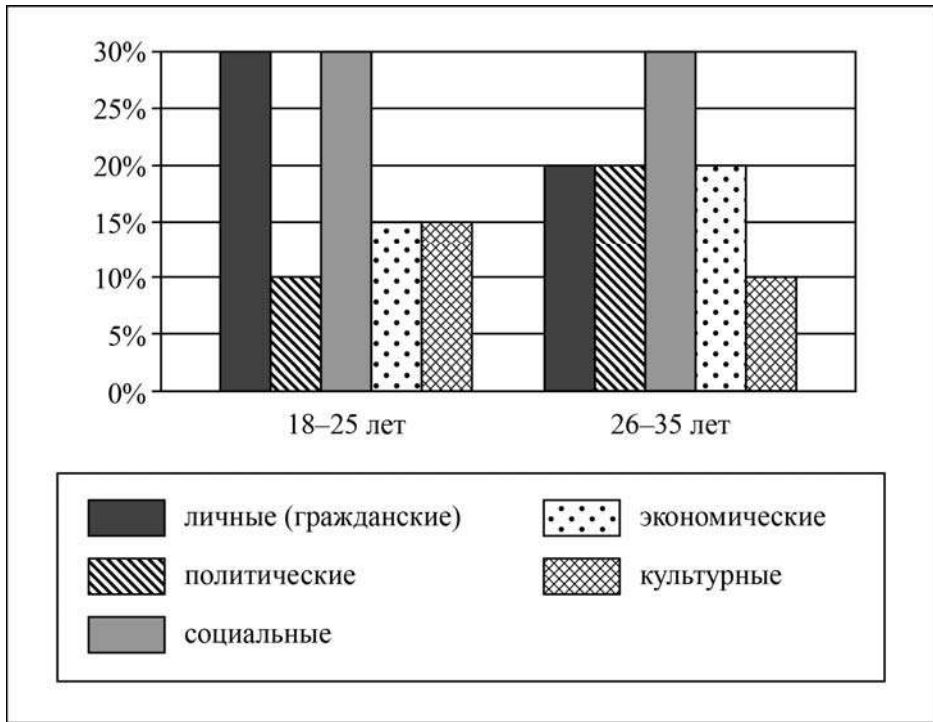 30%
25%
20%
15%
10%
5%
0%
18–25 лет
26–35 лет
личные (гражданские)
экономические
политические
культурные
социальные